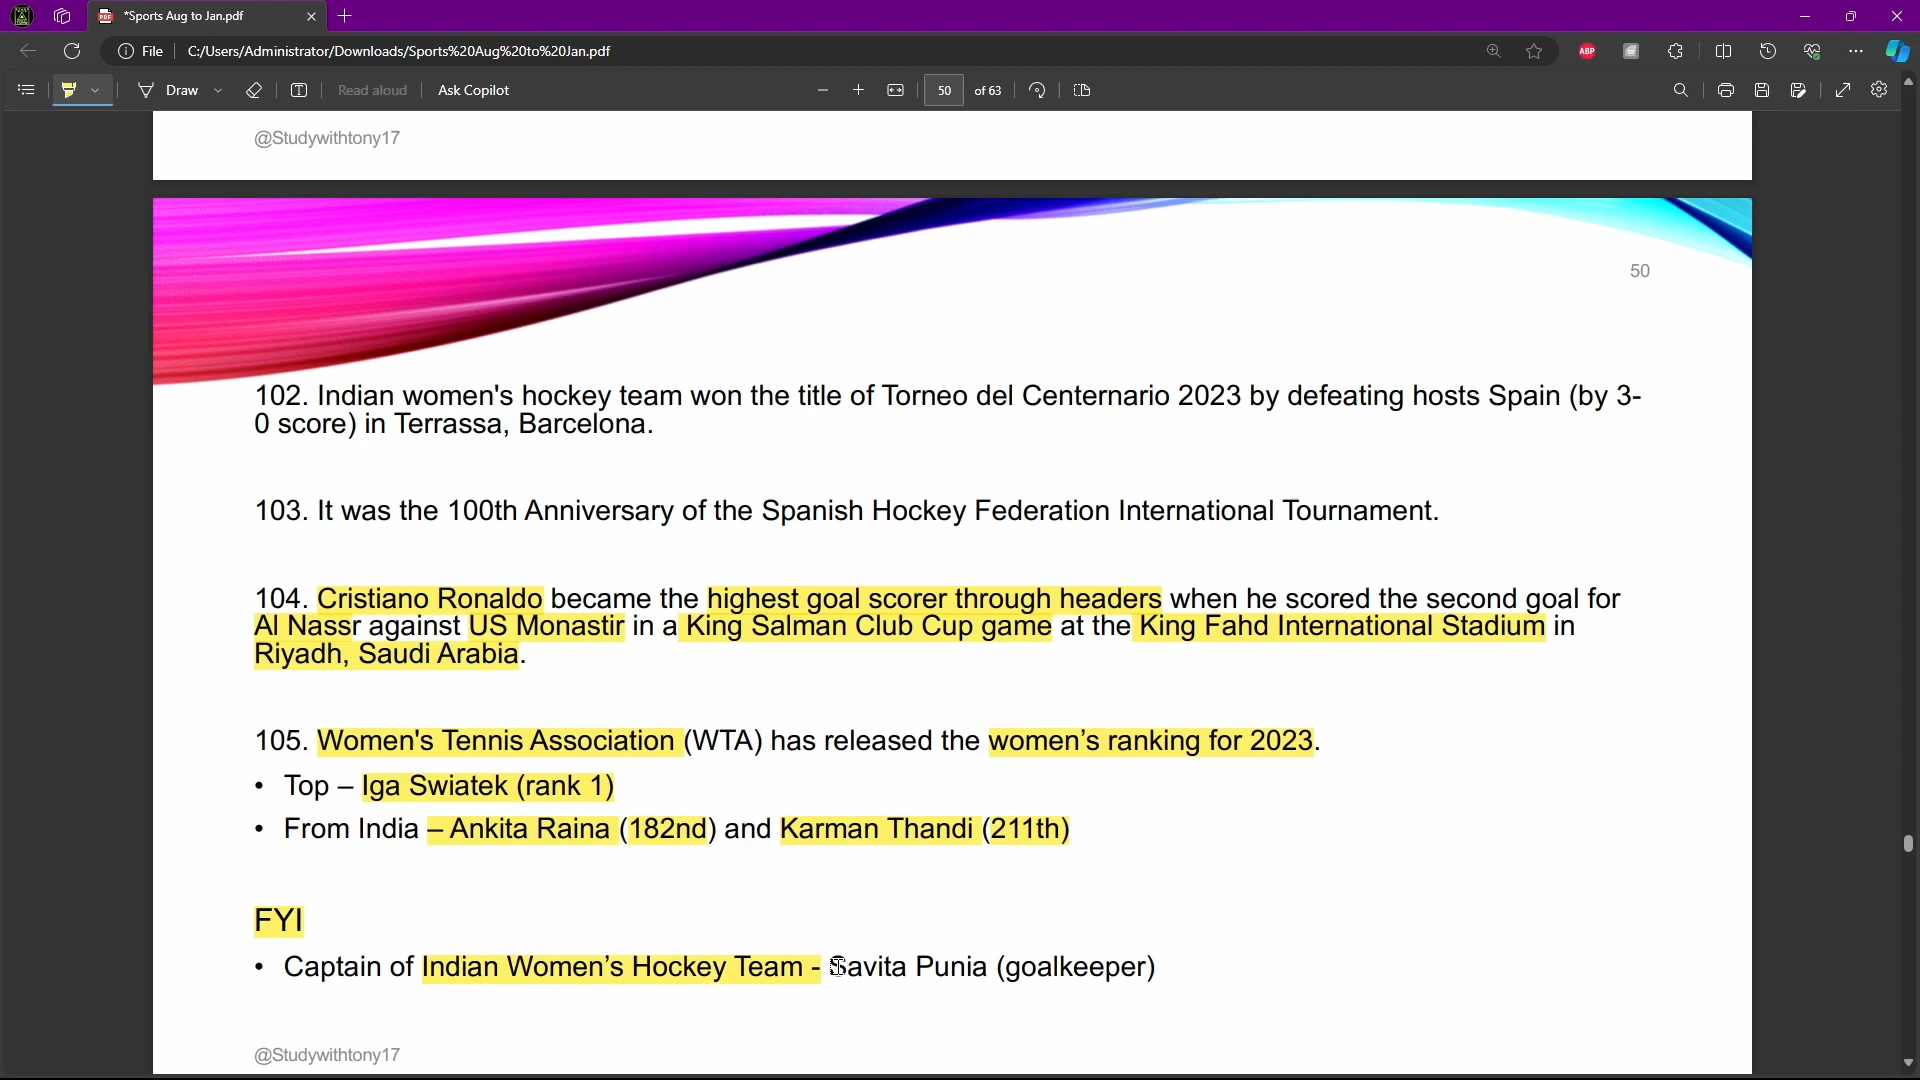 *Sports Aug to Jan.pdf
File
C:/Users/Administrator/Downloads/Sports%20Aug%20to%20Jan.pdf
ABP
Draw
Read aloud
Ask Copilot
50
of 63
@Studywithtony17
50
102. Indian women's hockey team won the title of Torneo del Centernario 2023 by defeating hosts Spain (by 3-
0 score) in Terrassa, Barcelona.
103. It was the 100th Anniversary of the Spanish Hockey Federation International Tournament.
104. Cristiano Ronaldo became the highest goal scorer through headers when he scored the second goal for
Al Nassr against US Monastir in a King Salman Club Cup game at the King Fahd International Stadium in
Riyadh, Saudi Arabia.
105. Women's Tennis Association (WTA) has released the women’s ranking for 2023.
• Top – Iga Swiatek (rank 1)
• From India – Ankita Raina (182nd) and Karman Thandi (211th)
FYI
• Captain of Indian Women’s Hockey Team - Savita Punia (goalkeeper)
@Studywithtony17